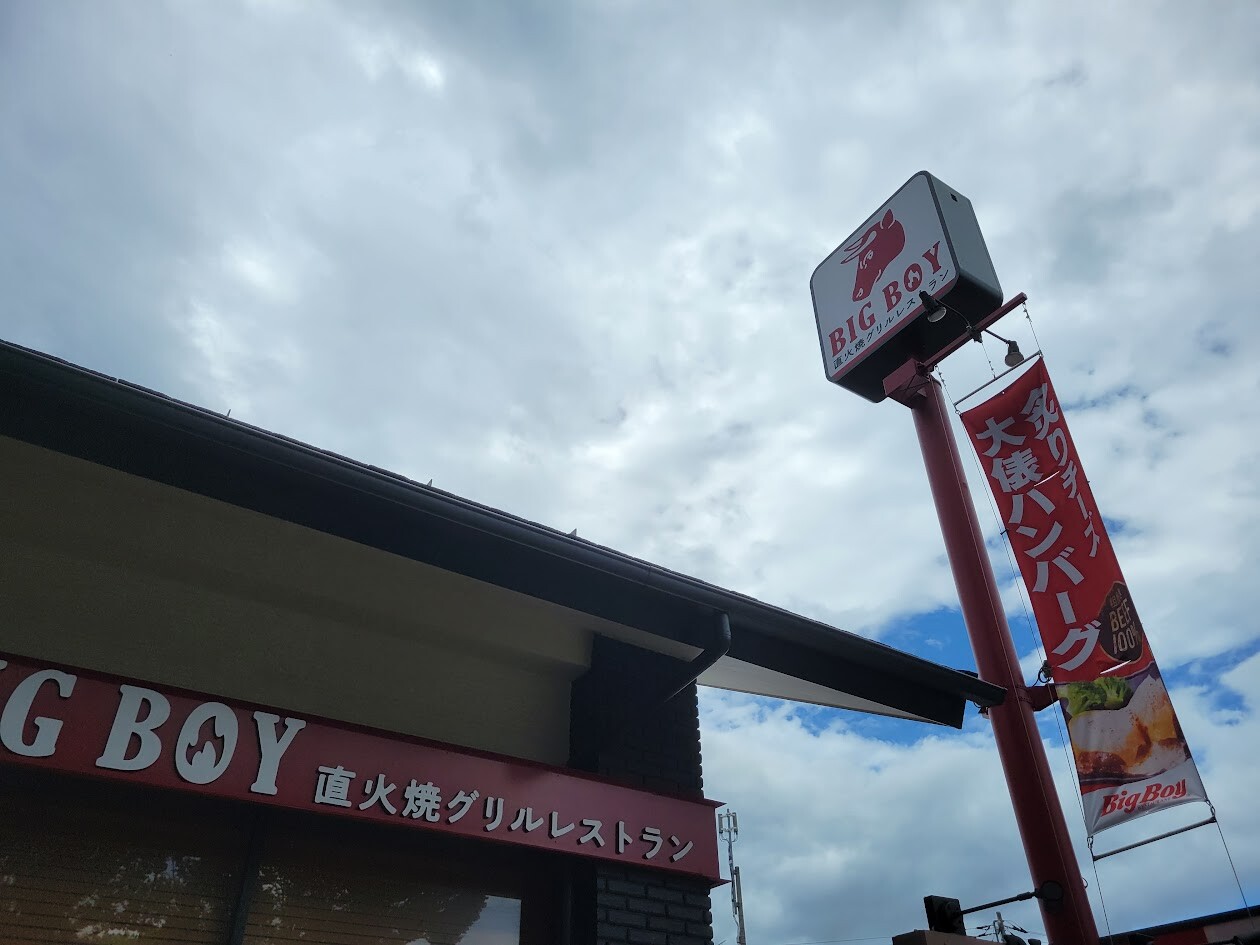 BIG BOY
直火焼グリルレストラン
炙りチーズ
大俵ハンバーグ
BEEF
100%
Big Boy
IG BOY
直火焼グリルレストラン